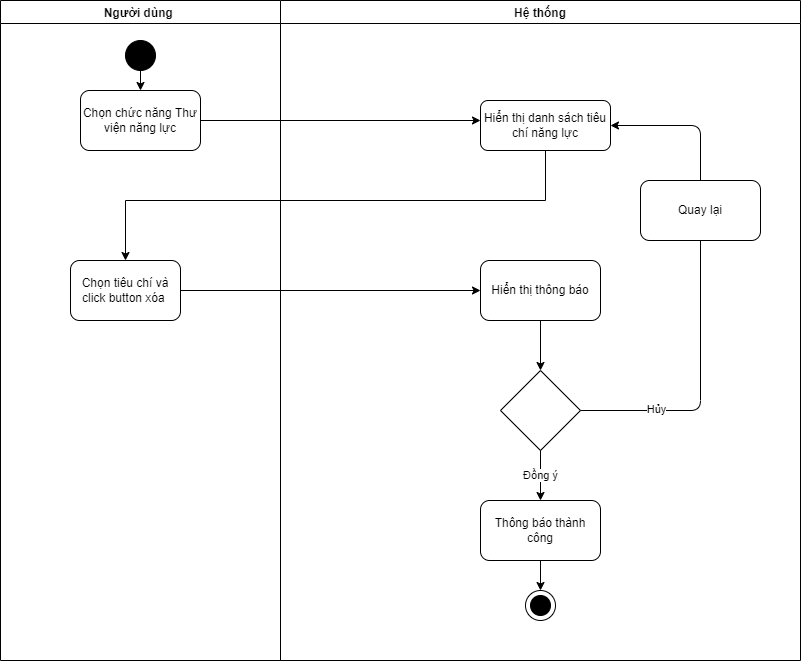 Người dùng
Hệ thống
Chọn chức năng Thư
viện năng lực
Hiển thị danh sách tiêu
chí năng lực
Quay lại
Chọn tiêu chí và
click button xóa
Hiển thị thông báo
Hủy
Đồng ý
Thông báo thành
công